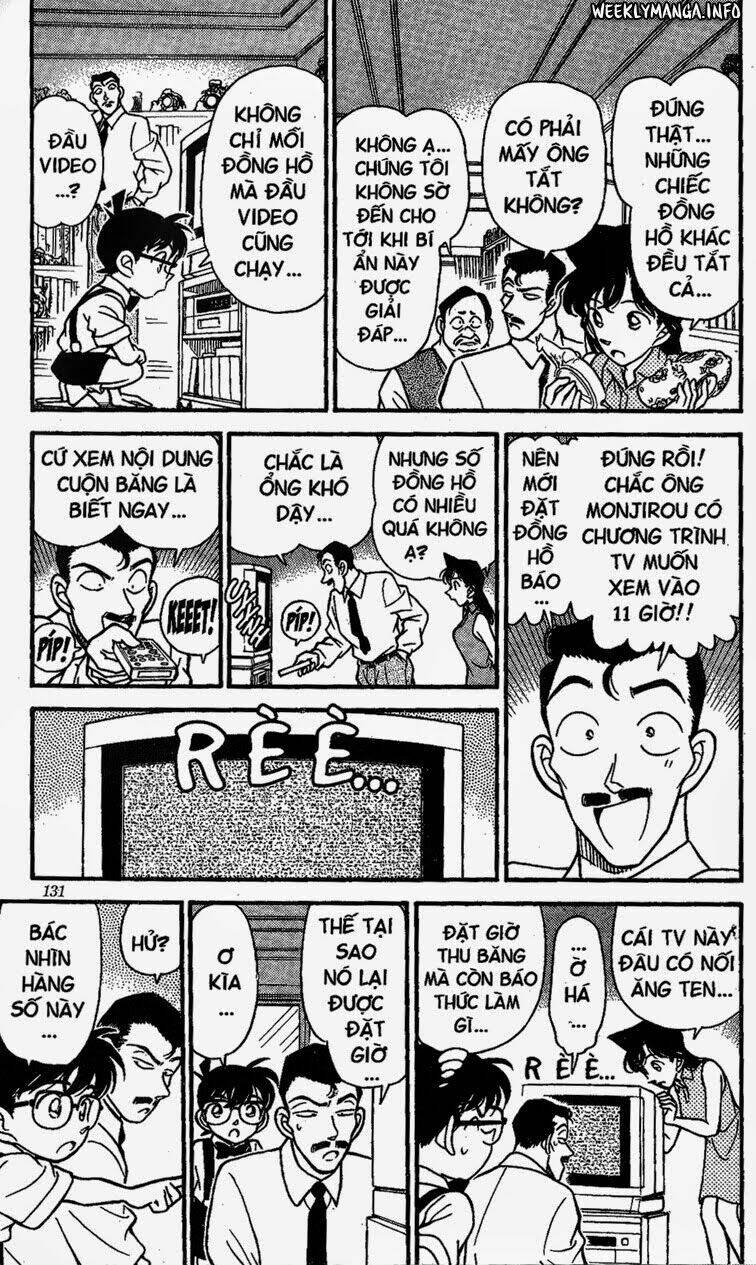 WEEKLYMANGA.INFO
KHÔNG
CHỈ MỐI
ĐỒNG HỒ
MÀ ĐẦU
VIDEO
CŨNG
CHẠY...
ĐẦU
VIDEO
...?
ĐÚNG
THẬT...
NHỮNG
CHIẾC
ĐỒNG
HỒ KHÁC
ĐỀU TẮT
CẢ...
CÓ PHẢI
MẤY ÔNG
TẮT
KHÔNG?
KHÔNG Ạ...
CHÚNG TÔI
KHÔNG SỜ
ĐẾN CHO
TỚI KHI BÍ
ẨN NÀY
ĐƯỢC
GIẢI
ĐÁP...
CỨ XEM NỘI DUNG
CUỘN BĂNG LÀ
BIẾT NGAY...
PÍP!
KEEET!
CHẮC LÀ
ỔNG KHÓ
DẬY...
NHƯNG SỐ
ĐỒNG HỒ
CÓ NHIỀU
QUÁ KHÔNG
Ạ?
PÍP!
ĐÚNG RỒI!
CHẮC ÔNG
MONJIROU CÓ
CHƯƠNG TRÌNH
TV MUỐN
XEM VÀO
11 GIỜ!!
NÊN
MỚI
ĐẶT
ĐỒNG
HỒ
BÁO
...
RÈÈ...
131
BÁC
NHÌN
HÀNG
SỐ NÀY
...
HỬ?
THẾ TẠI
SAO
NÓ LẠI
ĐƯỢC
ĐẶT GIỜ
...
Ơ
KÌA
...
CÁI TV NÀY
ĐÂU CÓ NỐI
ĂNG TEN...
...
Ờ
HÁ
...
ĐẶT GIỜ
THU BĂNG
MÀ CÒN BÁO
THỨC LÀM
GÌ...
RÈÈ...